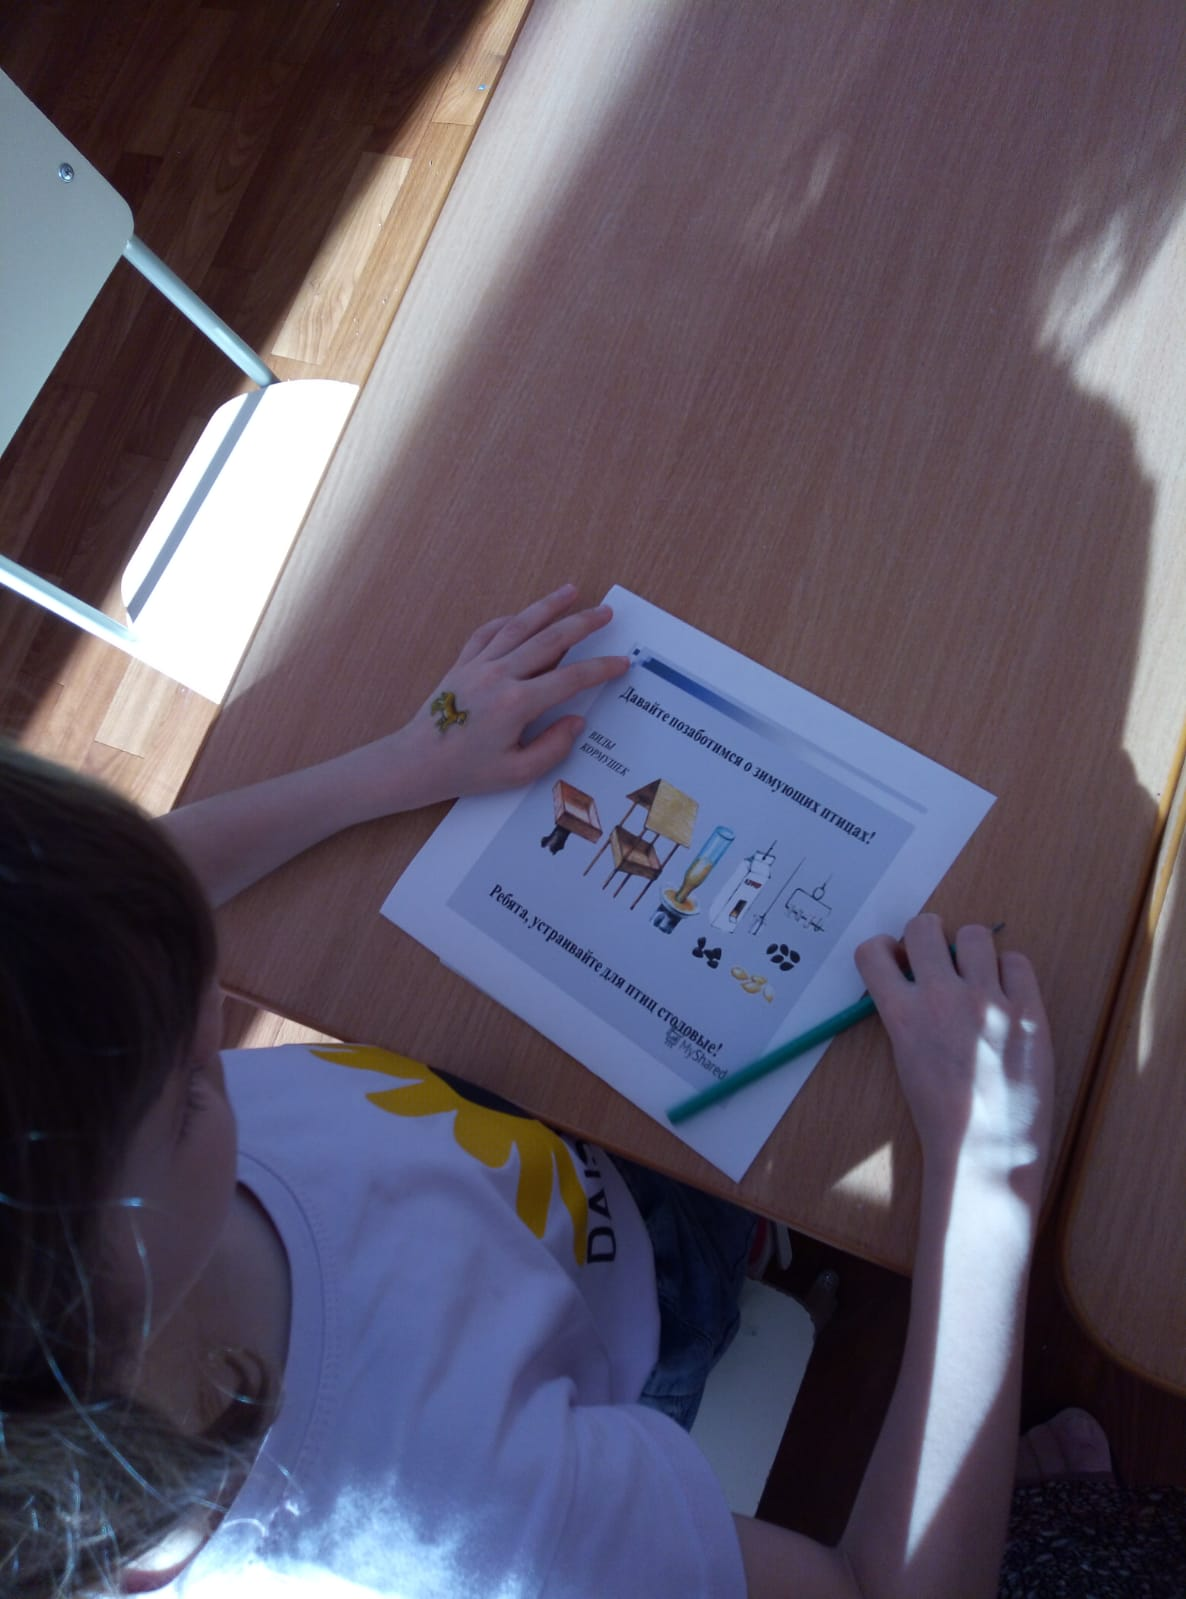 Давайте позаботимся о зимующих птицах!
ВИДЫ
КОРМУШЕК
Ребята, устраивайте для птиц столовые!
MyShared